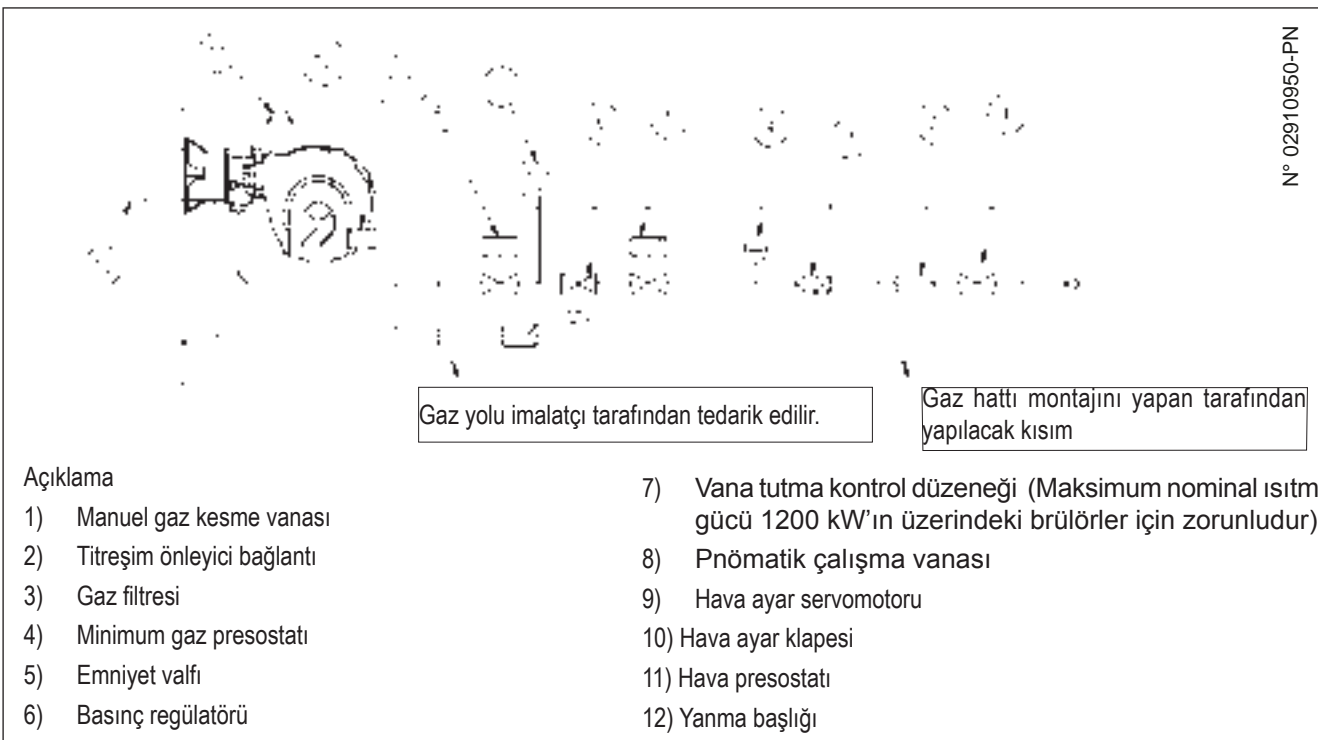 N° 02910950-PN
Gaz yolu imalatçı tarafından tedarik edilir.
Gaz hattı montajını yapan tarafından
yapılacak kısım
Açıklama
1) Manuel gaz kesme vanası
2) Titreşim önleyici bağlantı
3) Gaz filtresi
4) Minimum gaz presostatı
5) Emniyet valfı
6) Basınç regülatörü
7) Vana tutma kontrol düzeneği (Maksimum nominal ısıtm
gücü 1200 kW’ın üzerindeki brülörler için zorunludur)
8) Pnömatik çalışma vanası
9) Hava ayar servomotoru
10) Hava ayar klapesi
11) Hava presostatı
12) Yanma başlığı